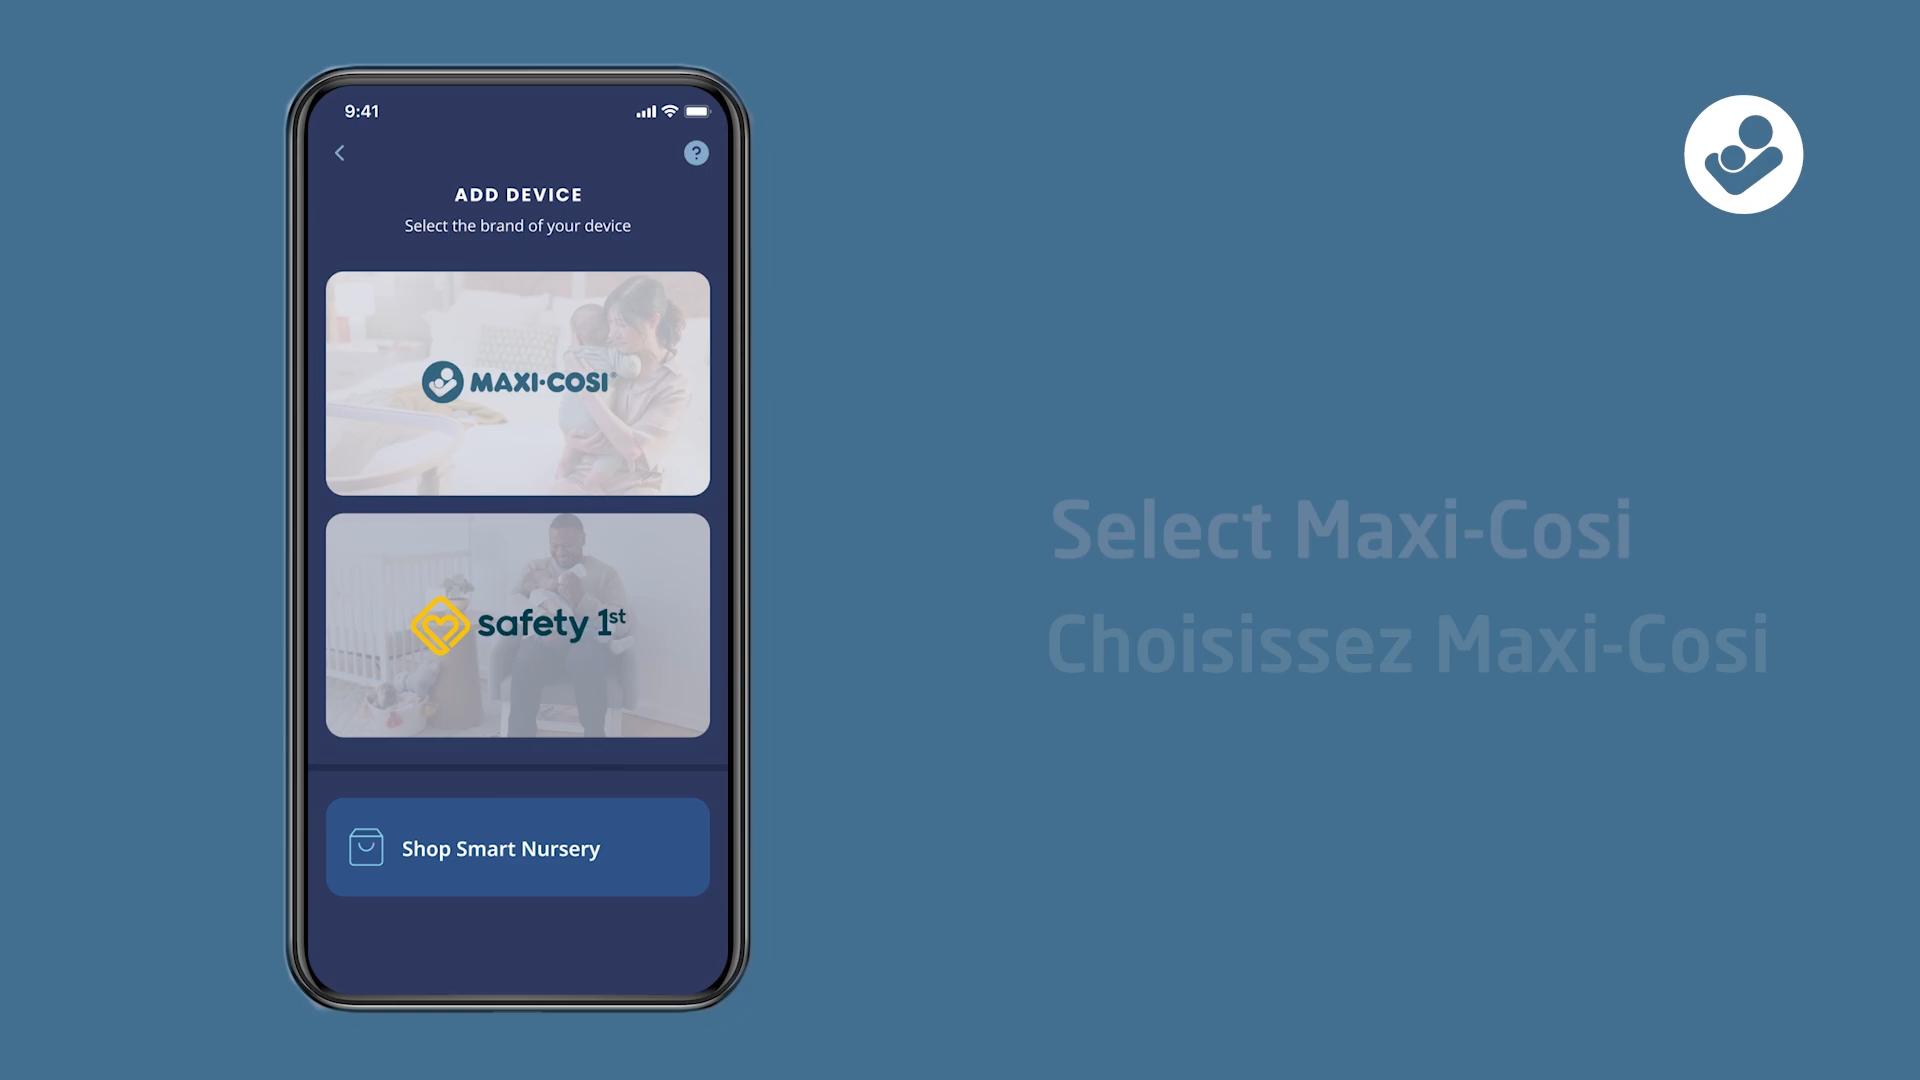 9:41
?
ADD DEVICE
Select the brand of your device
MAXI·COSI®
safety 1st
Shop Smart Nursery
Select Maxi-Cosi
Choisissez Maxi-Cosi